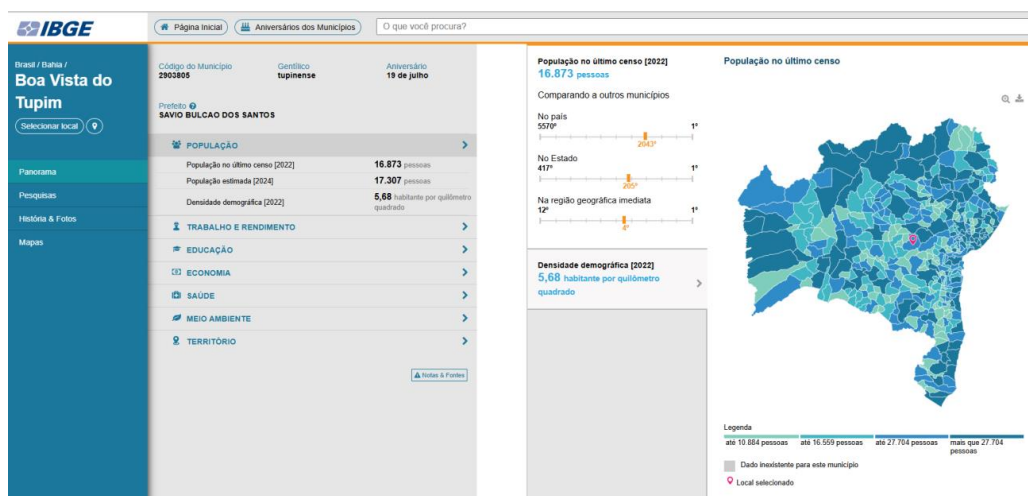 IBGE
Página Inicial
Aniversários dos Municípios
O que você procura?
Brasil / Bahia /
Boa Vista do
Tupim
Selecionar local
Panorama
Pesquisas
História & Fotos
Mapas
Código do Município
2903805
Gentílico
tupinense
Aniversário
19 de julho
Prefeito
SAVIO BULCAO DOS SANTOS
POPULAÇÃO
População no último censo [2022] 16.873 pessoas
População estimada [2024] 17.307 pessoas
Densidade demográfica [2022] 5,68 habitante por quilômetro
quadrado
TRABALHO E RENDIMENTO
EDUCAÇÃO
ECONOMIA
SAÚDE
MEIO AMBIENTE
TERRITÓRIO
Notas & Fontes
População no último censo [2022]
16.873 pessoas
Comparando a outros municípios
No país
5570º 1º
2043º
No Estado
417º 1º
205º
Na região geográfica imediata
12º 1º
4º
Densidade demográfica [2022]
5,68 habitante por quilômetro
quadrado
População no último censo
Legenda
até 10.884 pessoas até 16.559 pessoas até 27.704 pessoas mais que 27.704
pessoas
Dado inexistente para este município
Local selecionado